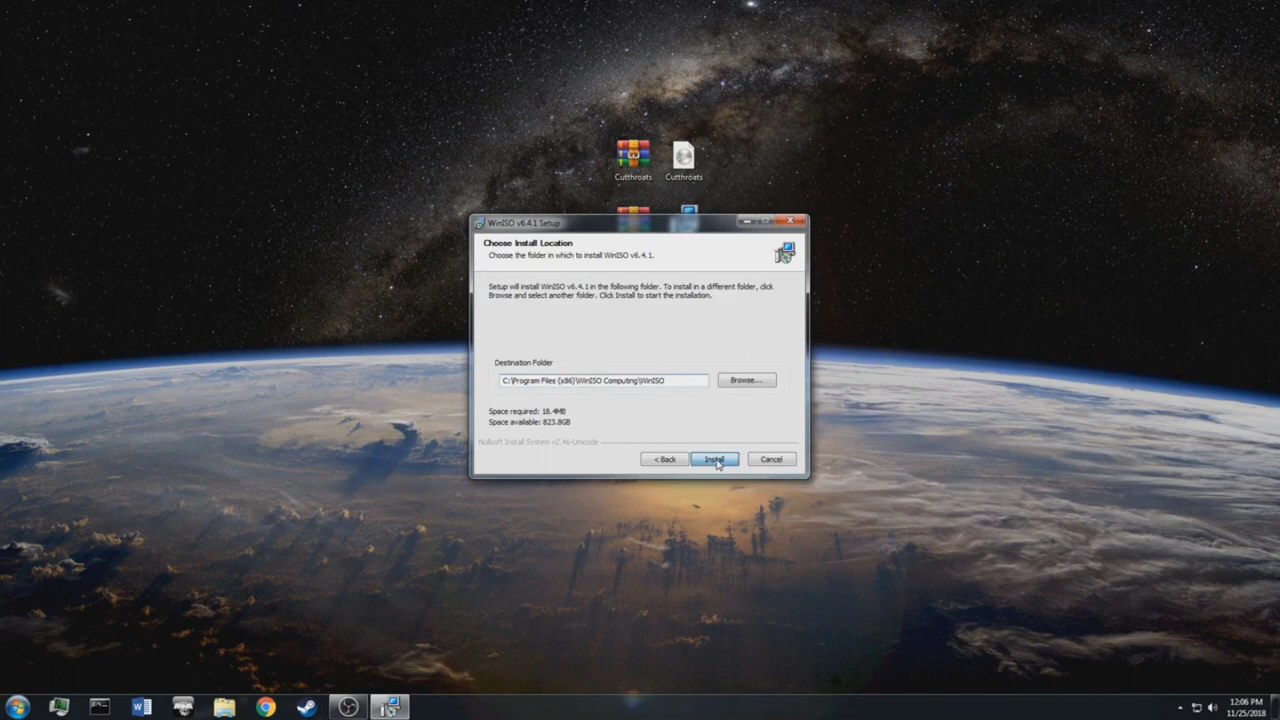 Cutthroats
Cutthroats
WinISO v6.4.1 Setup
Choose Install Location
Choose the folder in which to install WinISO v6.4.1.
Setup will install WinISO v6.4.1 in the following folder. To install in a different folder, click
Browse and select another folder. Click Install to start the installation.
Destination Folder
C:\Program Files (x86)\WinISO Computing\WinISO
Browse...
Space required: 18.4MB
Space available: 823.8GB
Nullsoft Install System v2.46-Unicode
< Back
Install
Cancel
12:06 PM
11/25/2018